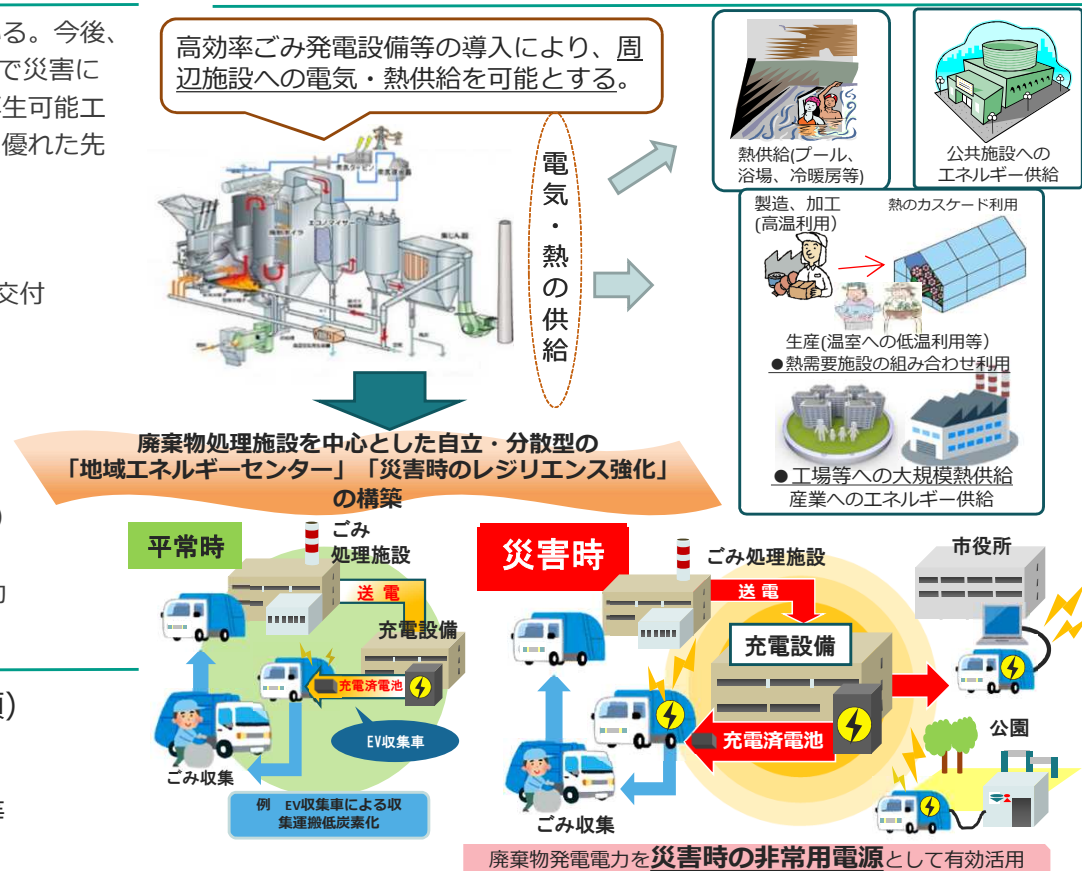 る。今後、
で災害に
生可能工
優れた先
交付
高効率ごみ発電設備等の導入により、周
辺施設への電気・熱供給を可能とする。
エコノマイザー
電気・熱の供給
熱供給(プール、
浴場、冷暖房等)
公共施設への
エネルギー供給
製造、加工
(高温利用)
熱のカスケード利用
生産(温室への低温利用等)
●熱需要施設の組み合わせ利用
●工場等への大規模熱供給
産業へのエネルギー供給
廃棄物処理施設を中心とした自立・分散型の
「地域エネルギーセンター」「災害時のレジリエンス強化」
の構築
平常時
ごみ
処理施設
送電
充電設備
充電済電池
EV収集車
ごみ収集
例 EV収集車による収
集運搬低炭素化
災害時
ごみ処理施設
送電
充電設備
充電済電池
ごみ収集
市役所
公園
廃棄物発電電力を災害時の非常用電源として有効活用